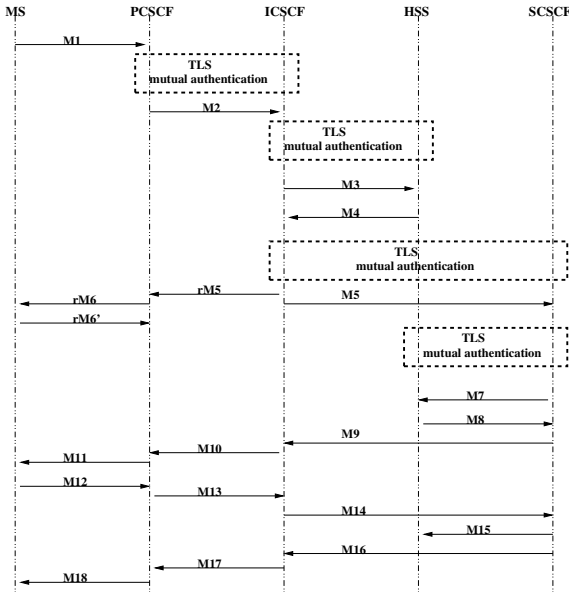 MS PCSCF ICSCF HSS SCSCF
M1
TLS
mutual authentication
M2
TLS
mutual authentication
M3
M4
TLS
mutual authentication
rM5
rM6 M5
rM6'
TLS
mutual authentication
M7
M8
M9
M10
M11
M12
M13
M14
M15
M16
M17
M18